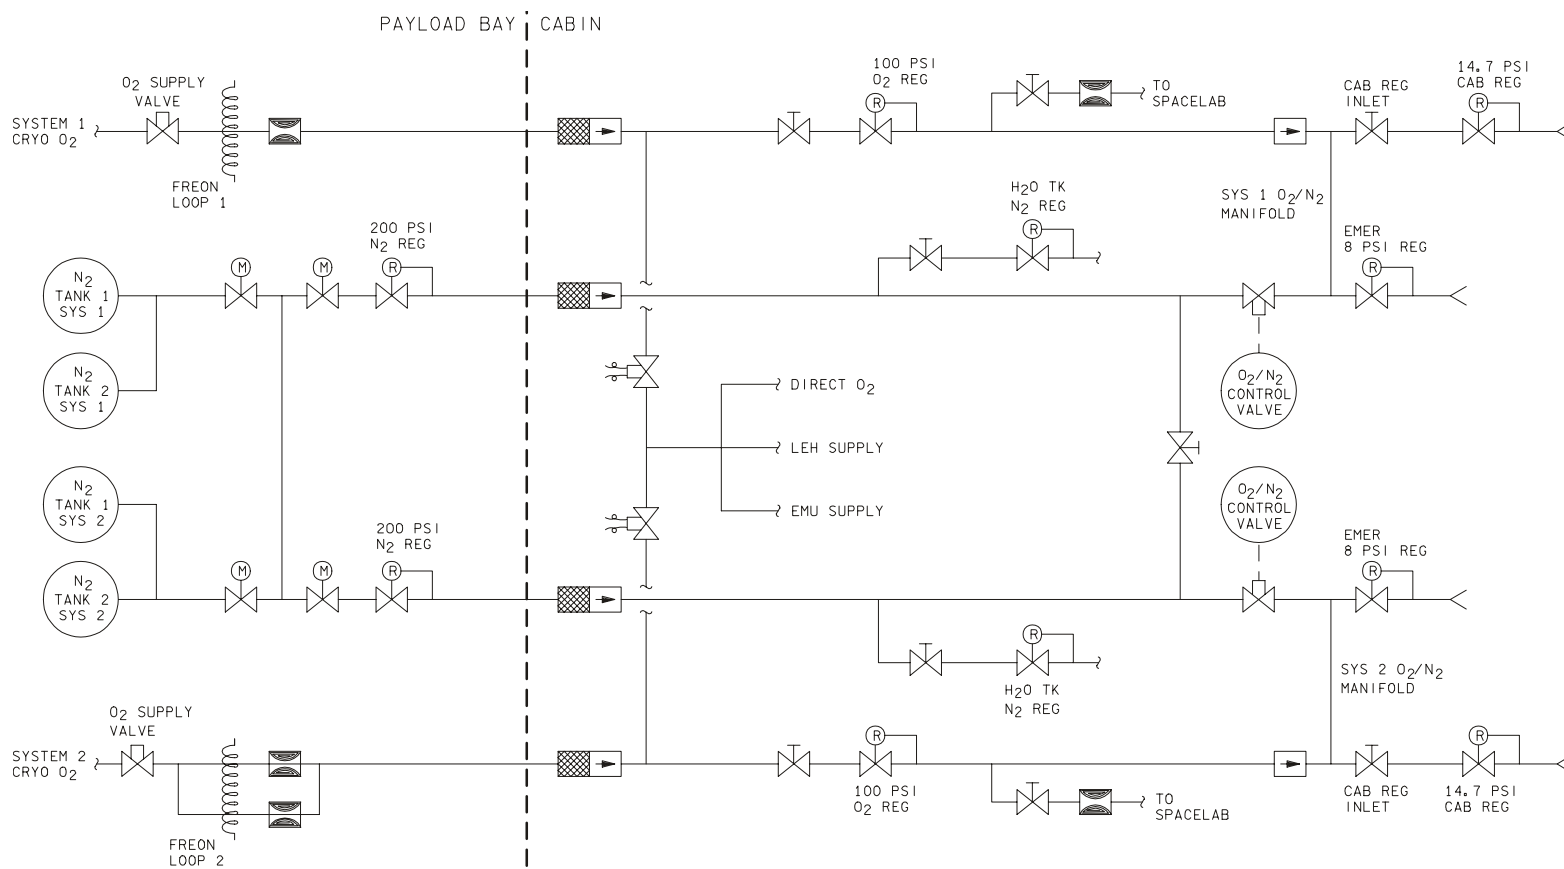 PAYLOAD BAY CABIN
O2 SUPPLY
VALVE
SYSTEM 1
CRYO O2
FREON
LOOP 1
100 PSI
O2 REG
TO
SPACELAB
CAB REG
INLET
14.7 PSI
CAB REG
200 PSI
N2 REG
H2O TK
N2 REG
SYS 1 O2/N2
MANIFOLD
EMER
8 PSI REG
N2
TANK 1
SYS 1
M
M
R
R
R
R
R
N2
TANK 2
SYS 1
DIRECT O2
LEH SUPPLY
EMU SUPPLY
O2/N2
CONTROL
VALVE
N2
TANK 1
SYS 2
O2/N2
CONTROL
VALVE
200 PSI
N2 REG
EMER
8 PSI REG
N2
TANK 2
SYS 2
M
M
R
R
R
H2O TK
N2 REG
SYS 2 O2/N2
MANIFOLD
O2 SUPPLY
VALVE
SYSTEM 2
CRYO O2
FREON
LOOP 2
R
R
100 PSI
O2 REG
TO
SPACELAB
CAB REG
INLET
14.7 PSI
CAB REG